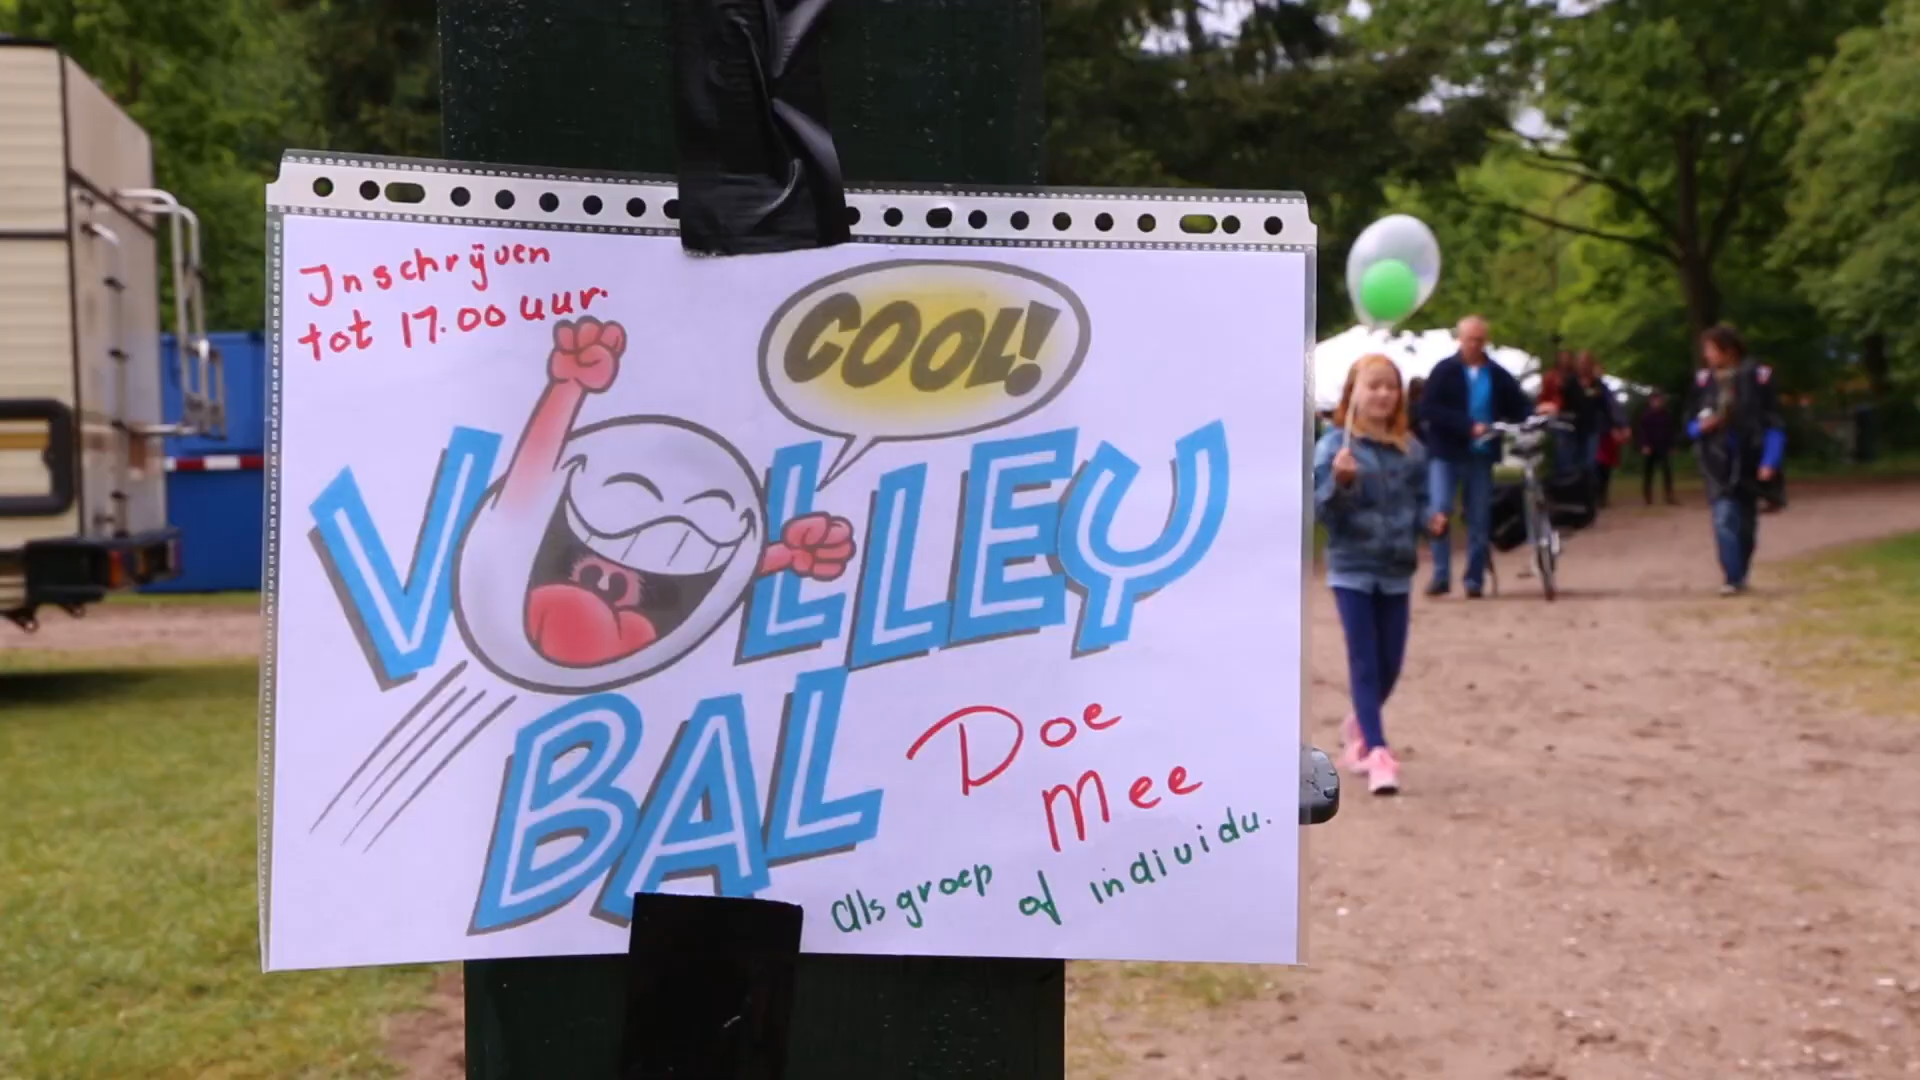 Inschrijven
tot 17.00 uur.
COOL!
VOLLEY
BAL
Doe
Mee
als groep of individu.